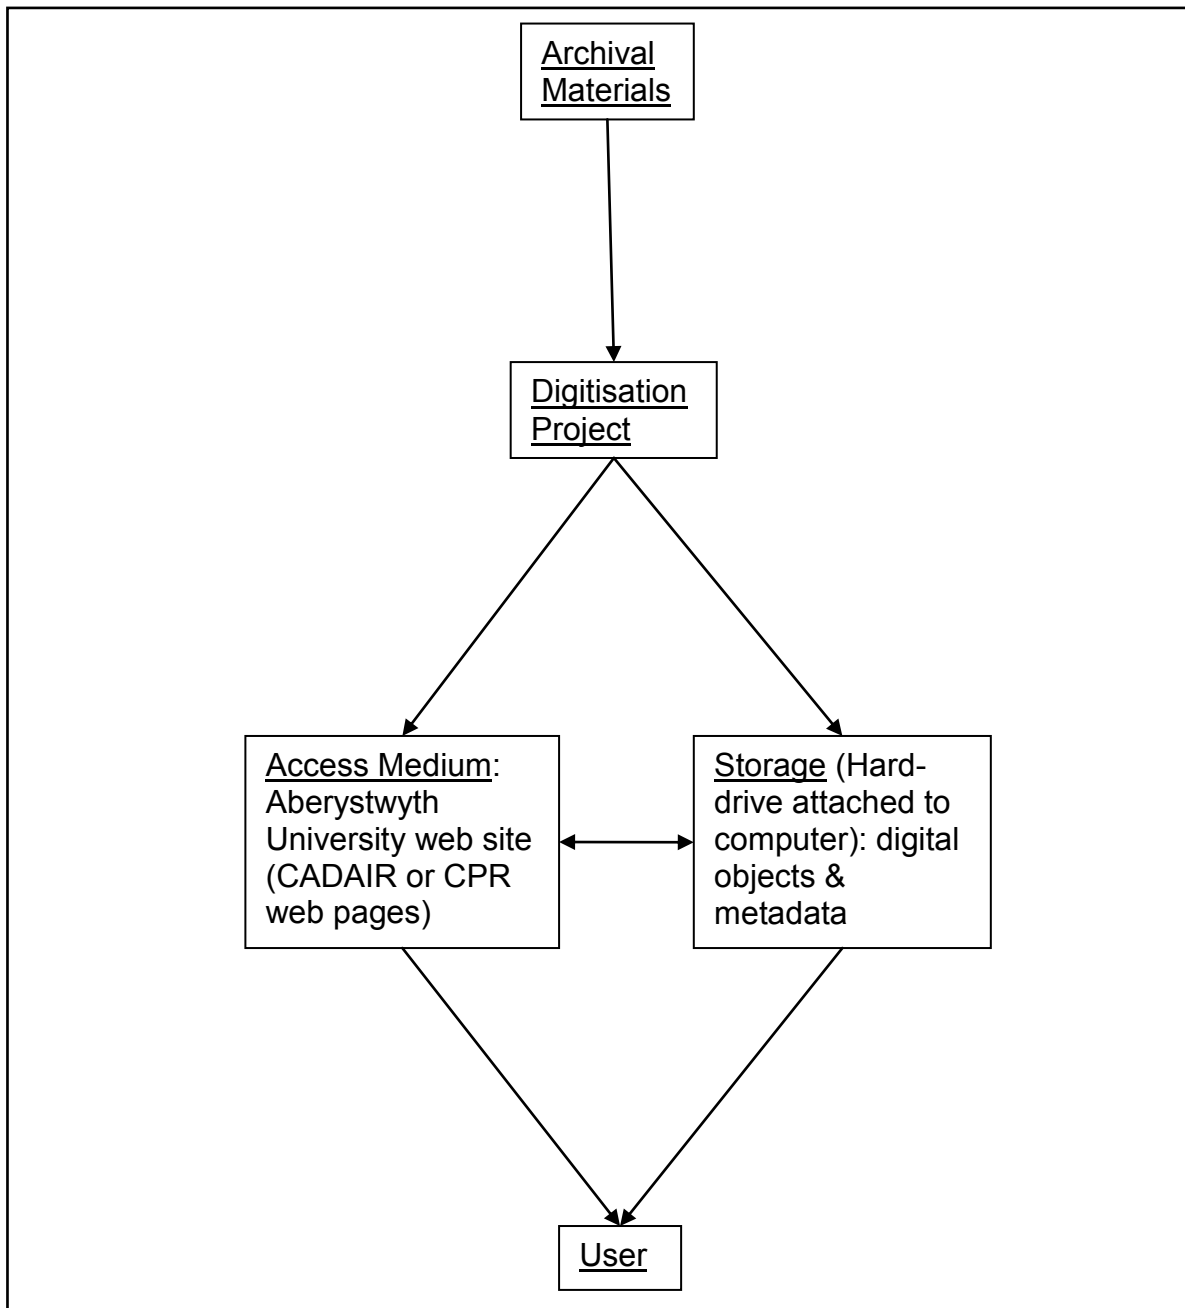 Archival
Materials
Digitisation
Project
Access Medium:
Aberystwyth
University web site
(CADAIR or CPR
web pages)
Storage (Hard-
drive attached to
computer): digital
objects &
metadata
User